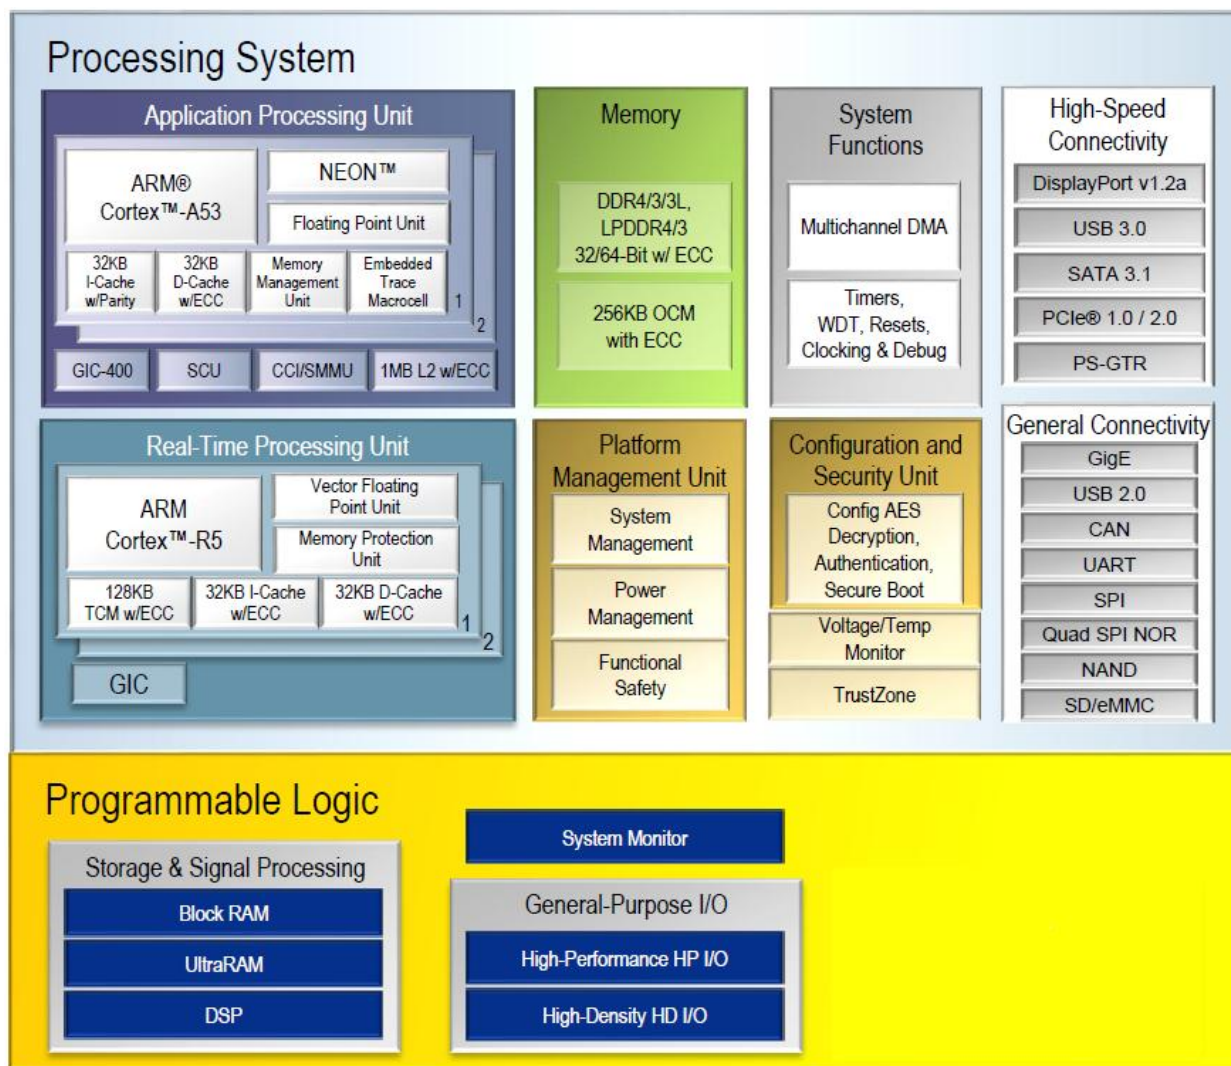 Processing System
Application Processing Unit
ARM®
Cortex™-A53
NEON™
Floating Point Unit
32KB
I-Cache
w/Parity
32KB
D-Cache
w/ECC
Memory
Management
Unit
Embedded
Trace
Macrocell
1
2
GIC-400
SCU
CCI/SMMU
1MB L2 w/ECC
Memory
DDR4/3/3L,
LPDDR4/3
32/64-Bit w/ ECC
256KB OCM
with ECC
System
Functions
Multichannel DMA
Timers,
WDT, Resets,
Clocking & Debug
High-Speed
Connectivity
DisplayPort v1.2a
USB 3.0
SATA 3.1
PCIe® 1.0 / 2.0
PS-GTR
Real-Time Processing Unit
ARM
Cortex™-R5
Vector Floating
Point Unit
Memory Protection
Unit
128KB
TCM w/ECC
32KB I-Cache
w/ECC
32KB D-Cache
w/ECC
1
2
GIC
Platform
Management Unit
System
Management
Power
Management
Functional
Safety
Configuration and
Security Unit
Config AES
Decryption,
Authentication,
Secure Boot
Voltage/Temp
Monitor
TrustZone
General Connectivity
GigE
USB 2.0
CAN
UART
SPI
Quad SPI NOR
NAND
SD/eMMC
Programmable Logic
Storage & Signal Processing
Block RAM
UltraRAM
DSP
System Monitor
General-Purpose I/O
High-Performance HP I/O
High-Density HD I/O